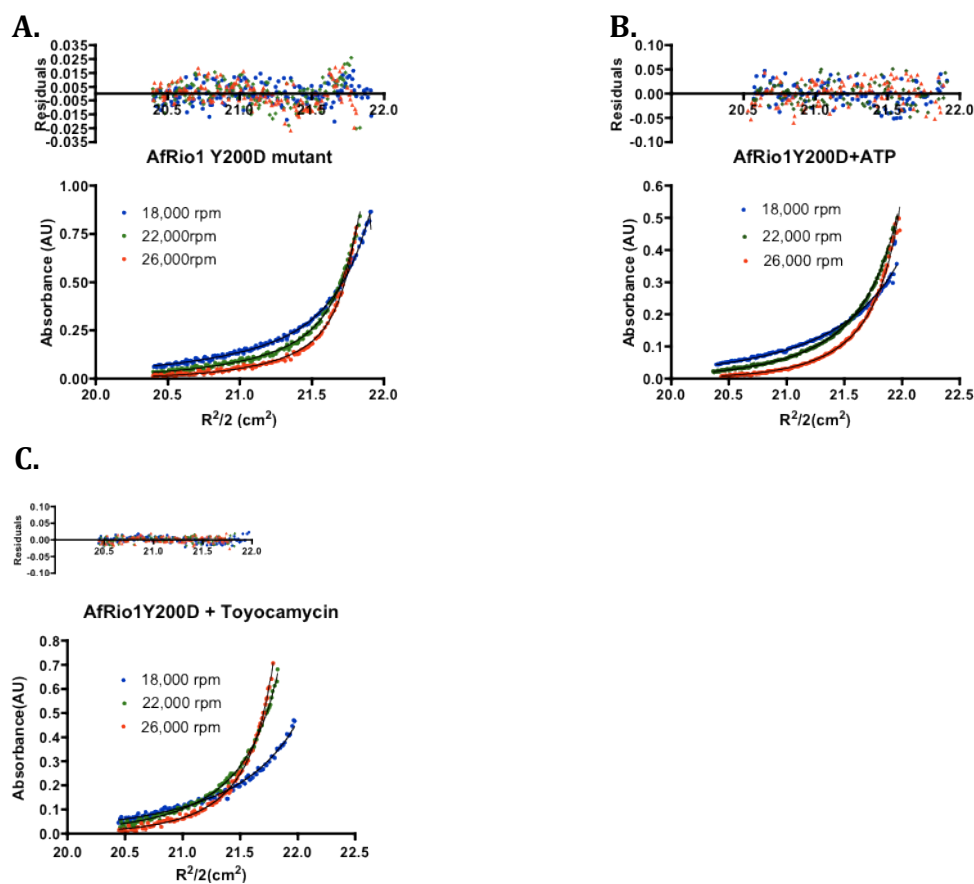 A.
0.035
0.025
0.015
0.005
-0.005
-0.015
-0.025
-0.035
Residuals
20.5 21.0 21.5 22.0
AfRio1 Y200D mutant
1.00
0.75
0.50
0.25
0.00
Absorbance (AU)
18,000 rpm
22,000rpm
26,000rpm
20.0 20.5 21.0 21.5 22.0
R²/2 (cm²)
B.
0.10
0.05
0.00
-0.05
-0.10
Residuals
20.5 21.0 21.5 22.0
AfRio1Y200D+ATP
0.6
0.5
0.3
0.2
0.1
0.0
Absorbance (AU)
18,000 rpm
22,000 rpm
26,000 rpm
20.0 20.5 21.0 21.5 22.0 22.5
R²/2(cm²)
C.
0.10
0.05
0.00
-0.05
-0.10
Residuals
20.5 21.0 21.5 22.0
AfRio1Y200D + Toyocamycin
0.8
0.7
0.6
0.5
0.4
0.3
0.2
0.1
0.0
Absorbance(AU)
18,000 rpm
22,000 rpm
26,000 rpm
20.0 20.5 21.0 21.5 22.0 22.5
R²/2(cm²)